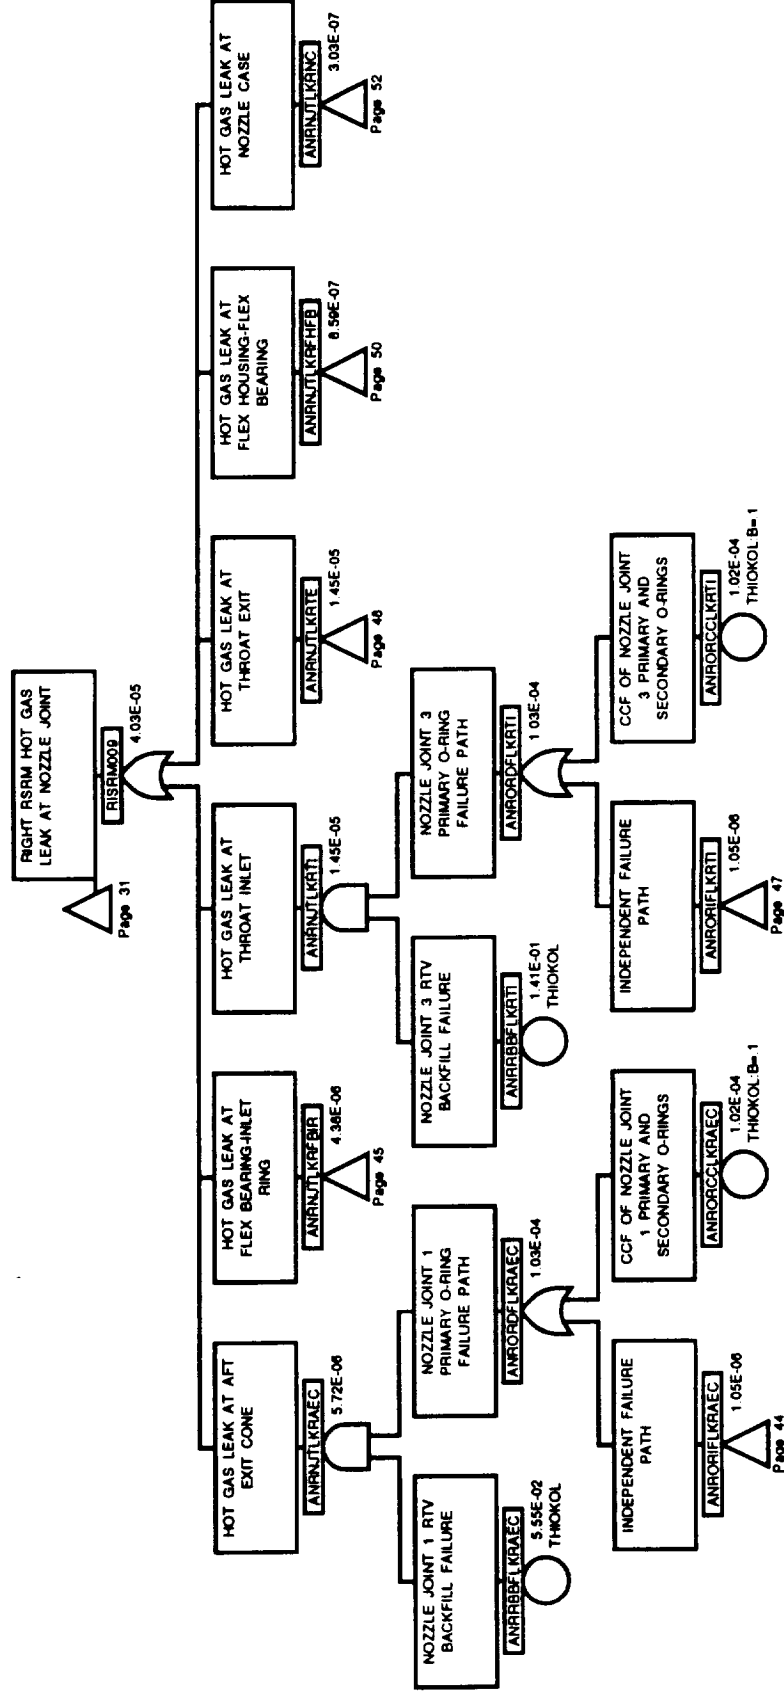 RIGHT RSRM HOT GAS
LEAK AT NOZZLE JOINT
RISRM009
4.03E-05
Page 31
HOT GAS LEAK AT AFT
EXIT CONE
ANRNJTLKRAEC
5.72E-06
HOT GAS LEAK AT
FLEX BEARING-INLET
RING
ANRNJTLKRFBIR
4.38E-06
Page 45
HOT GAS LEAK AT
THROAT INLET
ANRNJTLKRTI
1.45E-05
HOT GAS LEAK AT
THROAT EXIT
ANRNJTLKRTE
1.45E-05
Page 48
HOT GAS LEAK AT
FLEX HOUSING-FLEX
BEARING
ANRNJTLKRFHFB
8.59E-07
Page 50
HOT GAS LEAK AT
NOZZLE CASE
ANRNJTLKRNC
3.03E-07
Page 52
NOZZLE JOINT 1 RTV
BACKFILL FAILURE
ANRRBBFLKRAEC
5.55E-02
THIOKOL
NOZZLE JOINT 1
PRIMARY O-RING
FAILURE PATH
ANRORDFLKRAEC
1.03E-04
NOZZLE JOINT 3 RTV
BACKFILL FAILURE
ANRRBBFLKRTI
1.41E-01
THIOKOL
NOZZLE JOINT 3
PRIMARY O-RING
FAILURE PATH
ANRORDFLKRTI
1.03E-04
INDEPENDENT FAILURE
PATH
ANRORIFLKRAEC
1.05E-06
Page 44
CCF OF NOZZLE JOINT
1 PRIMARY AND
SECONDARY O-RINGS
ANRORCCLKRAEC
1.02E-04
THIOKOL:B=.1
INDEPENDENT FAILURE
PATH
ANRORIFLKRTI
1.05E-06
Page 47
CCF OF NOZZLE JOINT
3 PRIMARY AND
SECONDARY O-RINGS
ANRORCCLKRTI
1.02E-04
THIOKOL:B=.1